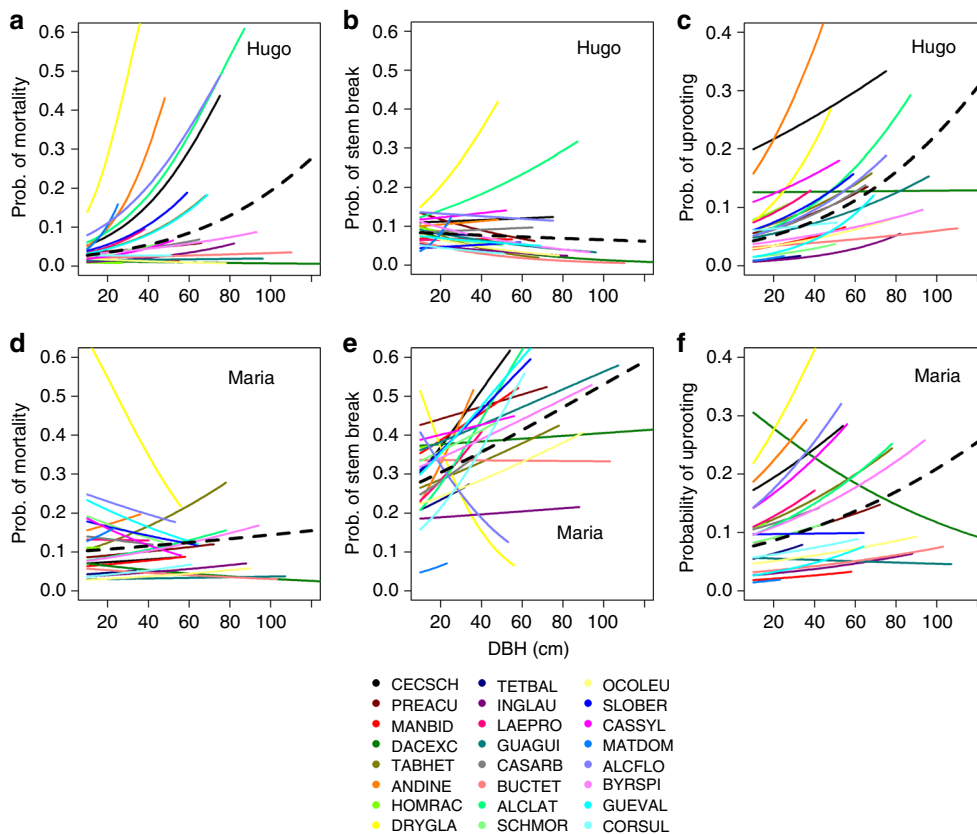 a
Hugo
Prob. of mortality
0.6
0.5
0.4
0.3
0.2
0.1
0.0
20 40 60 80 100
b
Hugo
Prob. of stem break
0.6
0.5
0.4
0.3
0.2
0.1
0.0
20 40 60 80 100
c
Hugo
Prob. of uprooting
0.4
0.3
0.2
0.1
0.0
20 40 60 80 100
d
Maria
Prob. of mortality
0.6
0.5
0.4
0.3
0.2
0.1
0.0
20 40 60 80 100
e
Maria
Prob. of stem break
0.6
0.5
0.4
0.3
0.2
0.1
0.0
20 40 60 80 100
f
Maria
Probability of uprooting
0.4
0.3
0.2
0.1
0.0
20 40 60 80 100
DBH (cm)
CECSCH
PREACU
MANBID
DACEXC
TABHET
ANDINE
HOMRAC
DRYGLA
TETBAL
INGLAU
LAEPRO
GUAGUI
CASARB
BUCTET
ALCLAT
SCHMOR
OCOLEU
SLOBER
CASSYL
MATDOM
ALCFLO
BYRSPI
GUEVAL
CORSUL